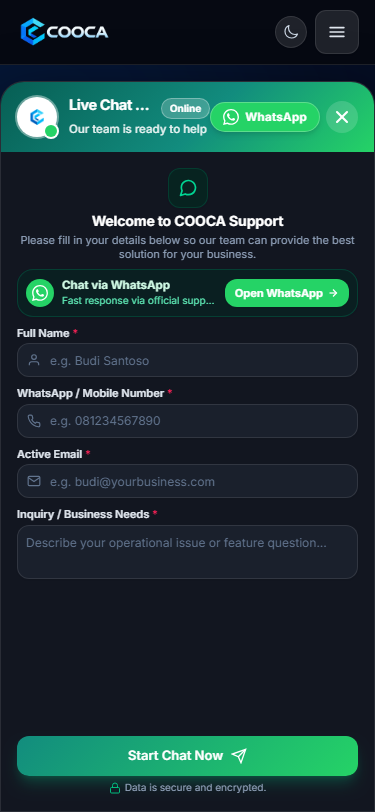 COOCA
Live Chat ...
Online
WhatsApp
Our team is ready to help
Welcome to COOCA Support
Please fill in your details below so our team can provide the best
solution for your business.
Chat via WhatsApp
Fast response via official supp...
Open WhatsApp →
Full Name *
e.g. Budi Santoso
WhatsApp / Mobile Number *
e.g. 081234567890
Active Email *
e.g. budi@yourbusiness.com
Inquiry / Business Needs *
Describe your operational issue or feature question...
Start Chat Now
Data is secure and encrypted.